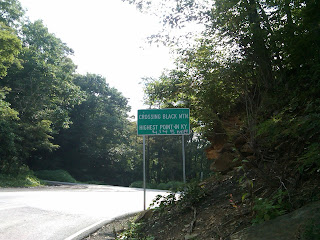 CROSSING BLACK MTN
HIGHEST POINT IN KY